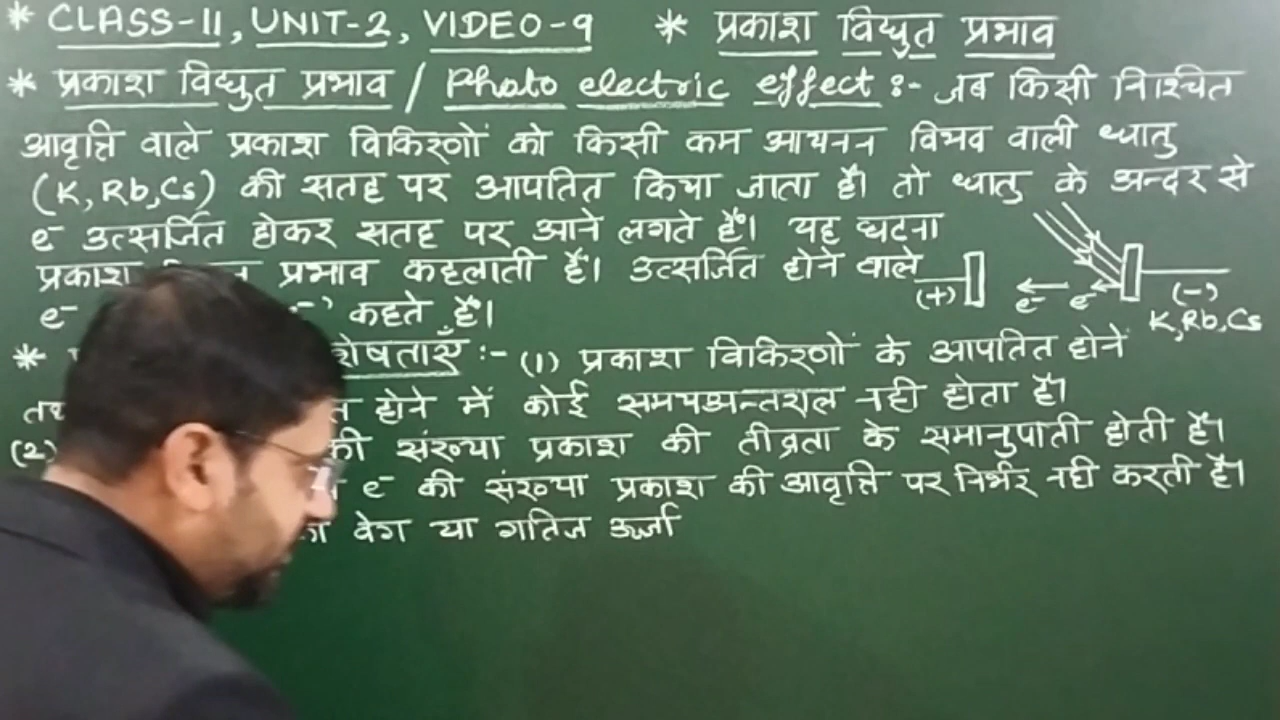 * CLASS-11, UNIT-2, VIDEO-9 * प्रकाश विद्युत प्रभाव
* प्रकाश विद्युत प्रभाव / Photo electric effect :- जब किसी निश्चित
आवृत्ति वाले प्रकाश विकिरणों को किसी कम आयनन विभव वाली धातु
(K, Rb, Cs) की सतह पर आपतित किया जाता है। तो धातु के अन्दर से
e⁻ उत्सर्जित होकर सतह पर आने लगते हैं। यह घटना
प्रकाश प्रभाव कहलाती है। उत्सर्जित होने वाले
e⁻ कहते हैं।
(+) e⁻ e⁻ (-)
K, Rb, Cs
* :- (1) प्रकाश विकिरणों के आपतित होने
होने में कोई समयअन्तराल नही होता है।
(2) की संख्या प्रकाश की तीव्रता के समानुपाती होती है।
e⁻ की संख्या प्रकाश की आवृत्ति पर निर्भर नही करती है।
वेग या गतिज ऊर्जा